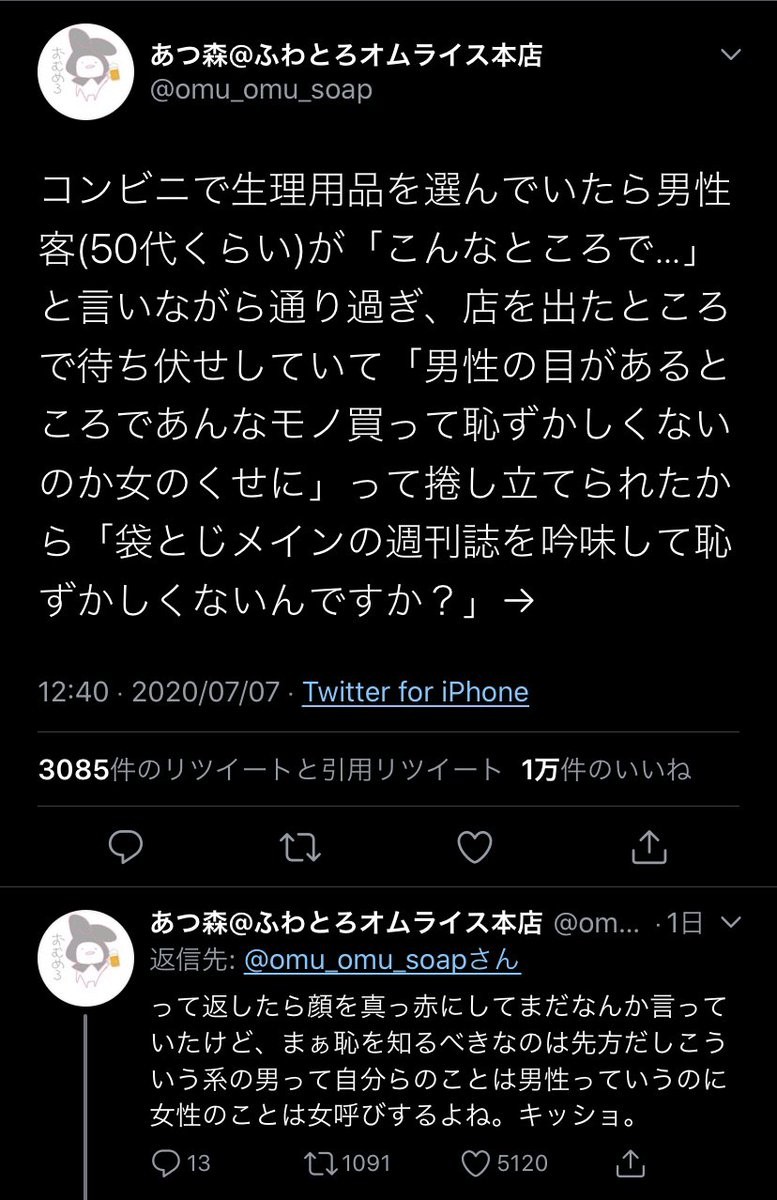 あつ森@ふわとろオムライス本店
@omu_omu_soap
コンビニで生理用品を選んでいたら男性
客(50代くらい)が「こんなところで...」
と言いながら通り過ぎ、店を出たところ
で待ち伏せしていて「男性の目があると
ころであんなモノ買って恥ずかしくない
のか女のくせに」って捲し立てられたか
ら「袋とじメインの週刊誌を吟味して恥
ずかしくないんですか？」→
12:40 · 2020/07/07 · Twitter for iPhone
3085件のリツイートと引用リツイート 1万件のいいね
あつ森@ふわとろオムライス本店 @om... · 1日
返信先: @omu_omu_soapさん
って返したら顔を真っ赤にしてまだなんか言って
いたけど、まぁ恥を知るべきなのは先方だしこう
いう系の男って自分らのことは男性っていうのに
女性のことは女呼びするよね。キッショ。
13 1091 5120